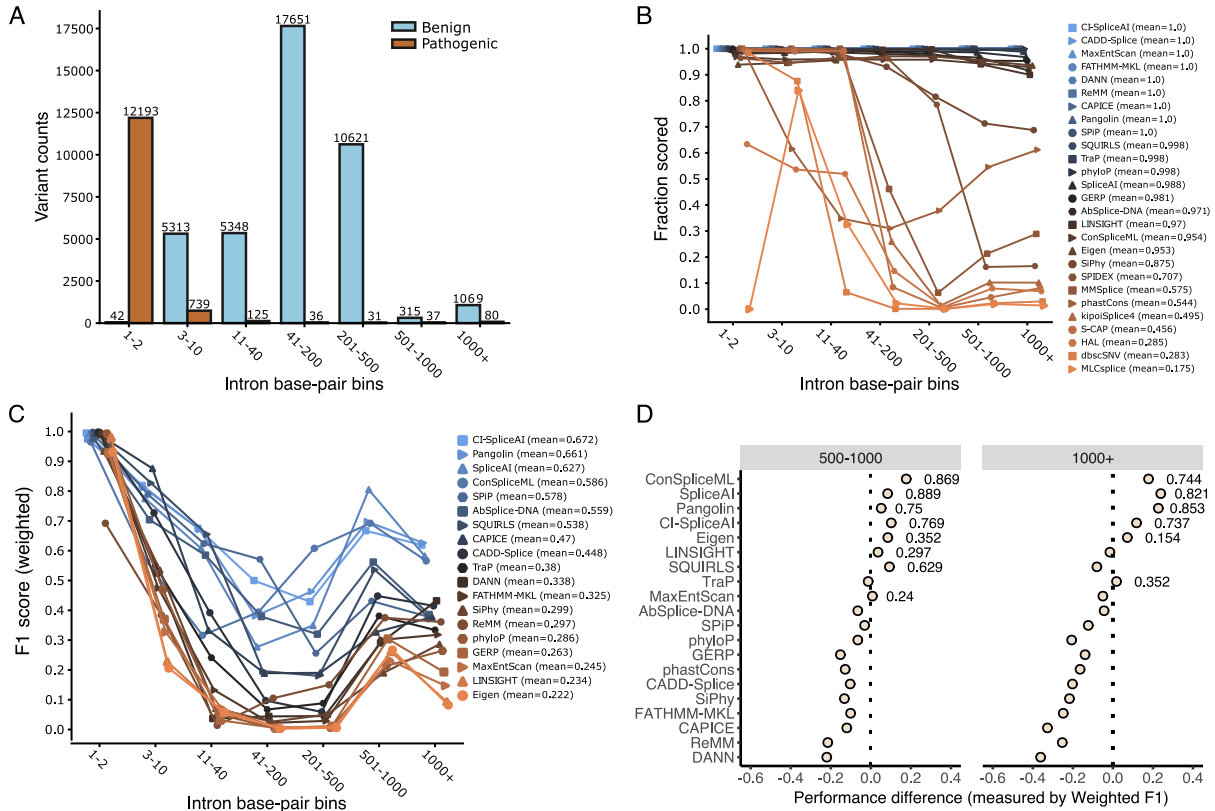 A
17500
15000
12500
10000
7500
5000
2500
0
Variant counts
Benign
Pathogenic
42
12193
5313
739
5348
125
17651
36
10621
31
315
37
1069
80
1-2
3-10
11-40
41-200
201-500
501-1000
1000+
Intron base-pair bins
B
1.0
0.9
0.8
0.7
0.6
0.5
0.4
0.3
0.2
0.1
0.0
Fraction scored
1-2
3-10
11-40
41-200
201-500
501-1000
1000+
Intron base-pair bins
CI-SpliceAI (mean=1.0)
CADD-Splice (mean=1.0)
MaxEntScan (mean=1.0)
FATHMM-MKL (mean=1.0)
DANN (mean=1.0)
ReMM (mean=1.0)
CAPICE (mean=1.0)
Pangolin (mean=1.0)
SPiP (mean=1.0)
SQUIRLS (mean=0.998)
TraP (mean=0.998)
phyloP (mean=0.998)
SpliceAI (mean=0.988)
GERP (mean=0.981)
AbSplice-DNA (mean=0.971)
LINSIGHT (mean=0.97)
ConSpliceML (mean=0.954)
Eigen (mean=0.953)
SiPhy (mean=0.875)
SPIDEX (mean=0.707)
MMSplice (mean=0.575)
phastCons (mean=0.544)
kipoiSplice4 (mean=0.495)
S-CAP (mean=0.456)
HAL (mean=0.285)
dbscSNV (mean=0.283)
MLCsplice (mean=0.175)
C
1.0
0.9
0.8
0.7
0.6
0.5
0.4
0.3
0.2
0.1
0.0
F1 score (weighted)
1-2
3-10
11-40
41-200
201-500
501-1000
1000+
Intron base-pair bins
CI-SpliceAI (mean=0.672)
Pangolin (mean=0.661)
SpliceAI (mean=0.627)
ConSpliceML (mean=0.586)
SPiP (mean=0.578)
AbSplice-DNA (mean=0.559)
SQUIRLS (mean=0.538)
CAPICE (mean=0.47)
CADD-Splice (mean=0.448)
TraP (mean=0.38)
DANN (mean=0.338)
FATHMM-MKL (mean=0.325)
SiPhy (mean=0.299)
ReMM (mean=0.297)
phyloP (mean=0.286)
GERP (mean=0.263)
MaxEntScan (mean=0.245)
LINSIGHT (mean=0.234)
Eigen (mean=0.222)
D
500-1000
1000+
ConSpliceML 0.869 0.744
SpliceAI 0.889 0.821
Pangolin 0.75 0.853
CI-SpliceAI 0.769 0.737
Eigen 0.352 0.154
LINSIGHT 0.297
SQUIRLS 0.629
TraP 0.352
MaxEntScan 0.24
AbSplice-DNA
SPiP
phyloP
GERP
phastCons
CADD-Splice
SiPhy
FATHMM-MKL
CAPICE
ReMM
DANN
-0.6 -0.4 -0.2 0.0 0.2 0.4 -0.6 -0.4 -0.2 0.0 0.2 0.4
Performance difference (measured by Weighted F1)